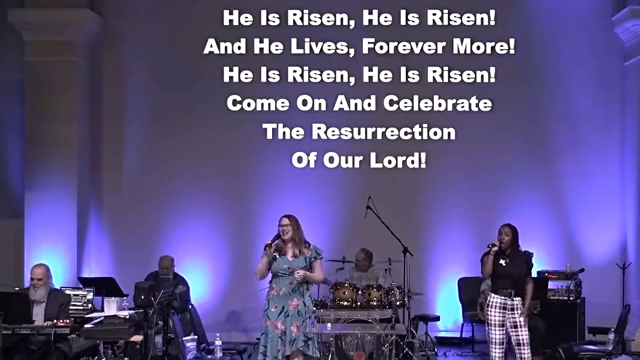 He Is Risen, He Is Risen!
And He Lives, Forever More!
He Is Risen, He Is Risen!
Come On And Celebrate
The Resurrection
Of Our Lord!